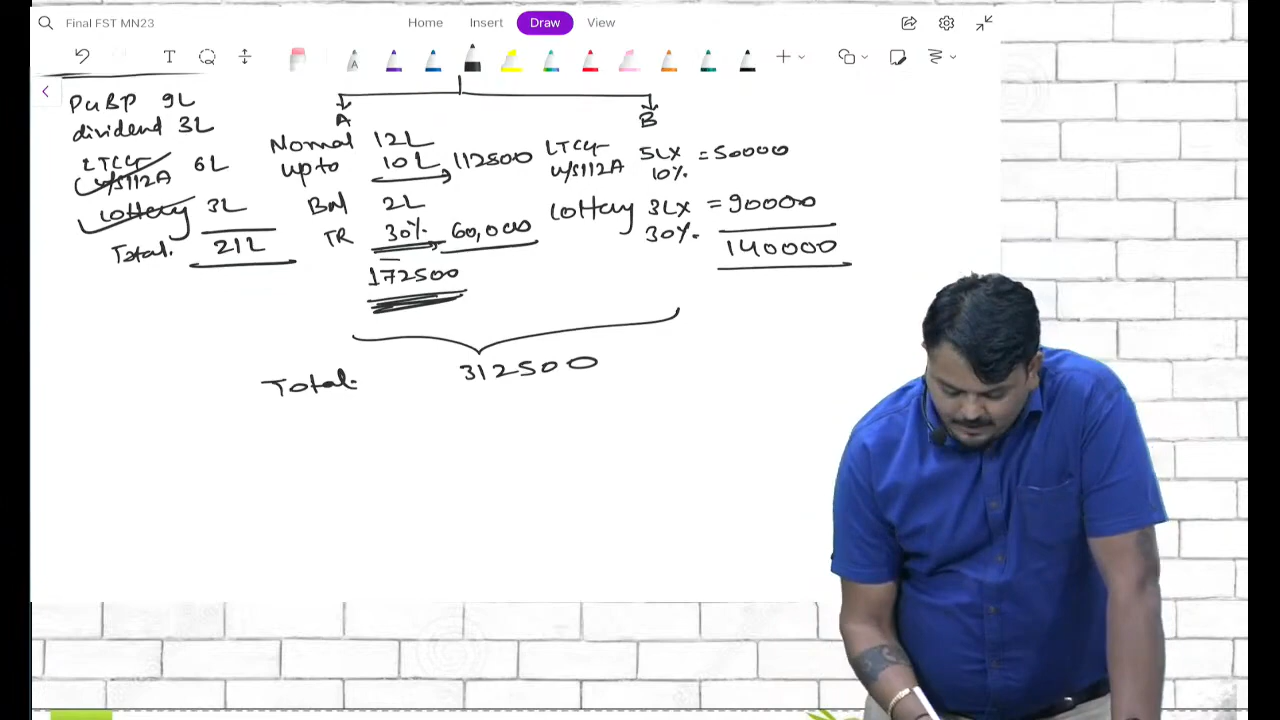 Final FST MN23
Home Insert Draw View
PGBP 9L
dividend 3L
LTCG u/s112A 6L
Lottery 3L
Total. 21L
A
Normal 12L
upto 10L 112500
Bal 2L
TR 30% 60,000
172500
B
LTCG u/s112A 5L x 10% = 50000
Lottery 3L x 30% = 90000
140000
Total. 312500